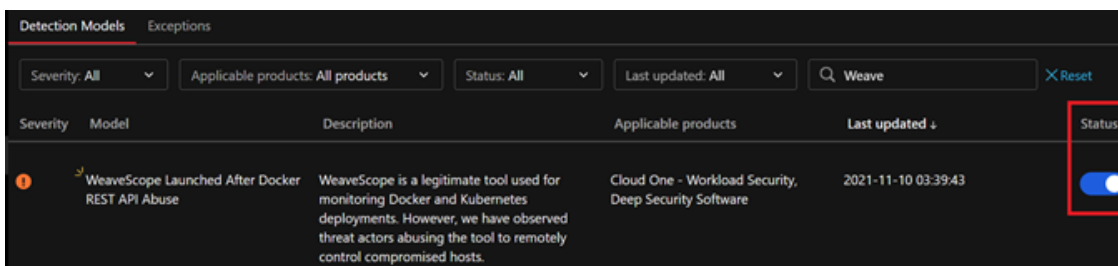 Detection Models Exceptions
Severity: All Applicable products: All products Status: All Last updated: All Weave Reset
Severity Model Description Applicable products Last updated ↓ Status
WeaveScope Launched After Docker
REST API Abuse
WeaveScope is a legitimate tool used for
monitoring Docker and Kubernetes
deployments. However, we have observed
threat actors abusing the tool to remotely
control compromised hosts.
Cloud One - Workload Security,
Deep Security Software
2021-11-10 03:39:43